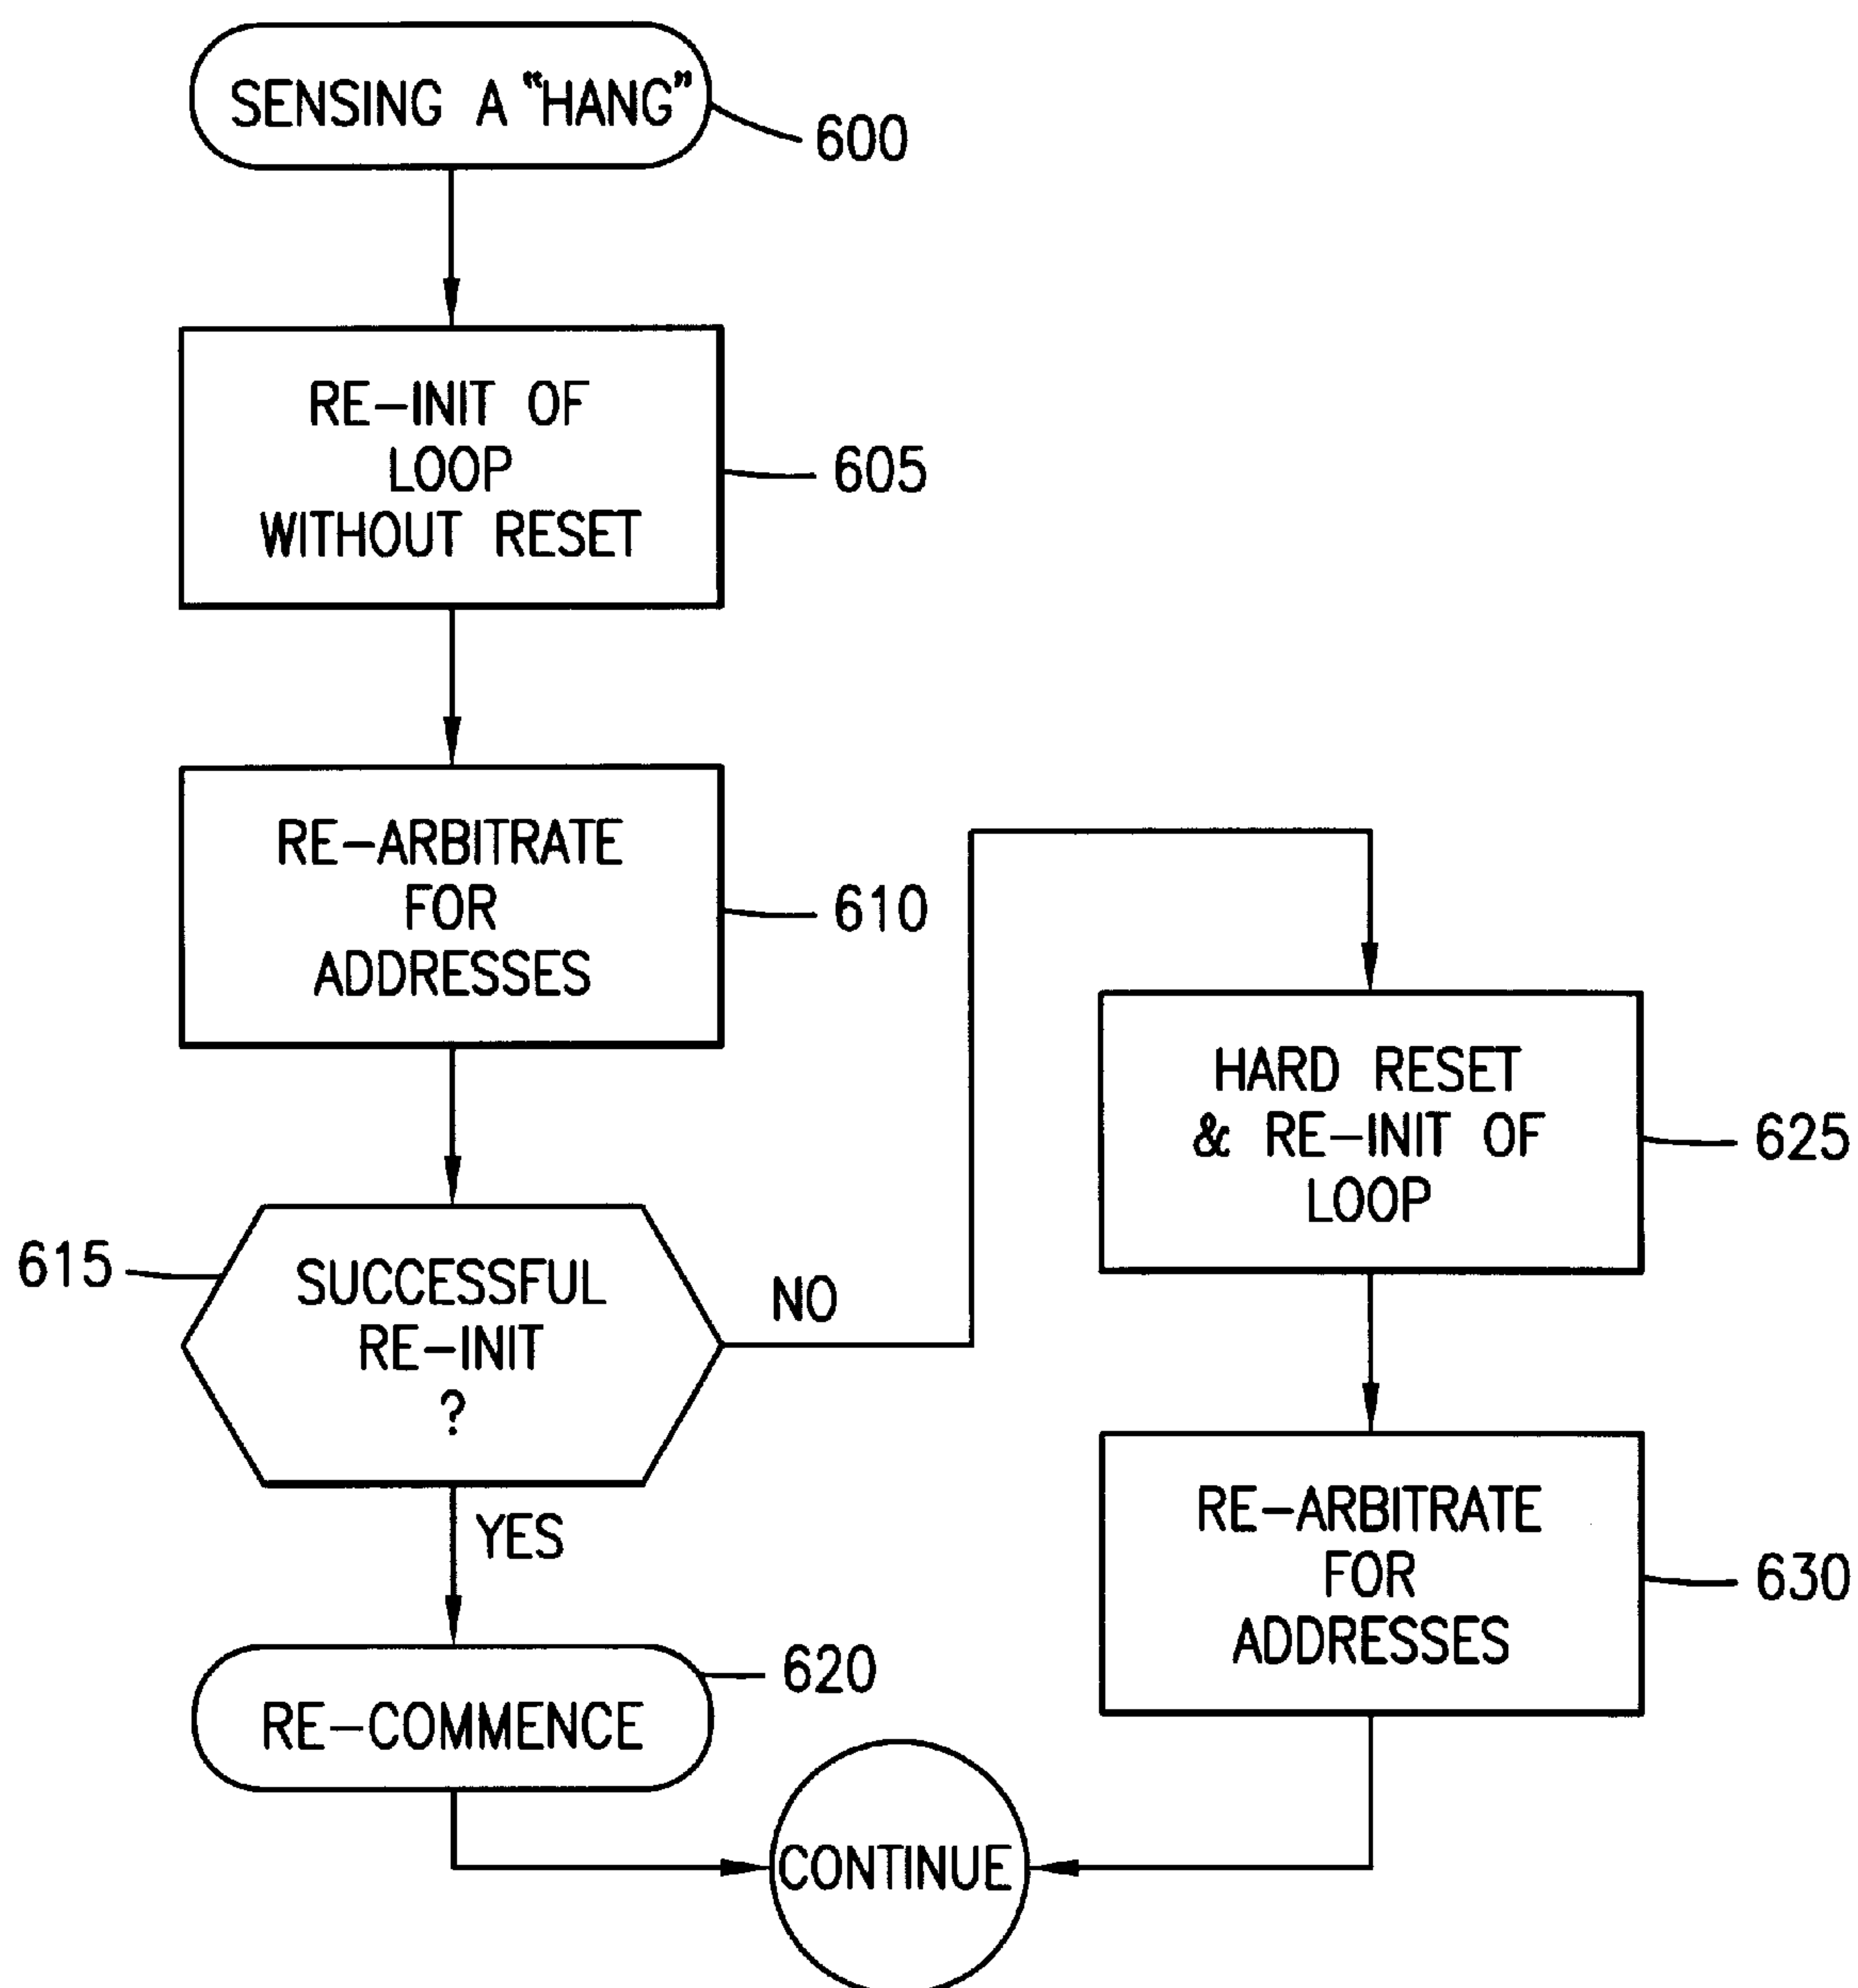 SENSING A "HANG"
600
RE-INIT OF
LOOP
WITHOUT RESET
605
RE-ARBITRATE
FOR
ADDRESSES
610
615
SUCCESSFUL
RE-INIT
?
NO
YES
RE-COMMENCE
620
HARD RESET
& RE-INIT OF
LOOP
625
RE-ARBITRATE
FOR
ADDRESSES
630
CONTINUE